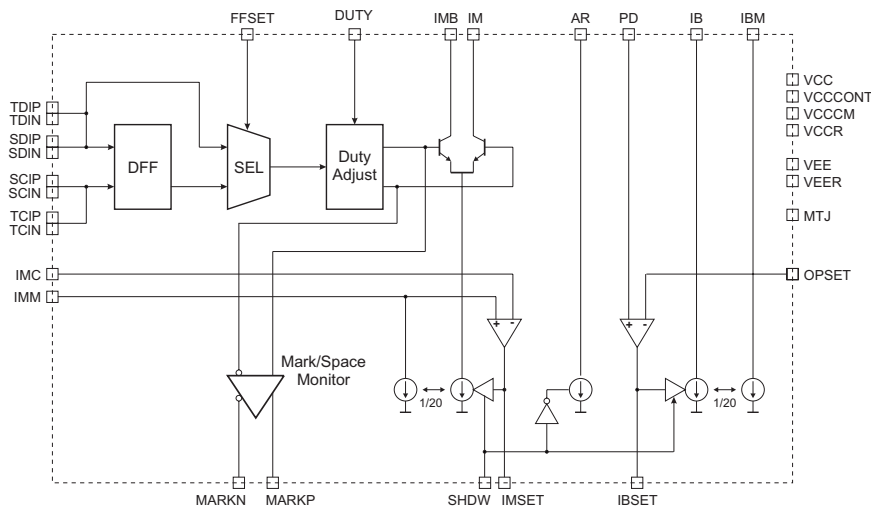 FFSET
DUTY
IMB
IM
AR
PD
IB
IBM
TDIP
TDIN
SDIP
SDIN
SCIP
SCIN
TCIP
TCIN
IMC
IMM
DFF
SEL
Duty
Adjust
VCC
VCCCONT
VCCCM
VCCR
VEE
VEER
MTJ
OPSET
+ -
+ -
Mark/Space
Monitor
1/20
1/20
MARKN
MARKP
SHDW
IMSET
IBSET